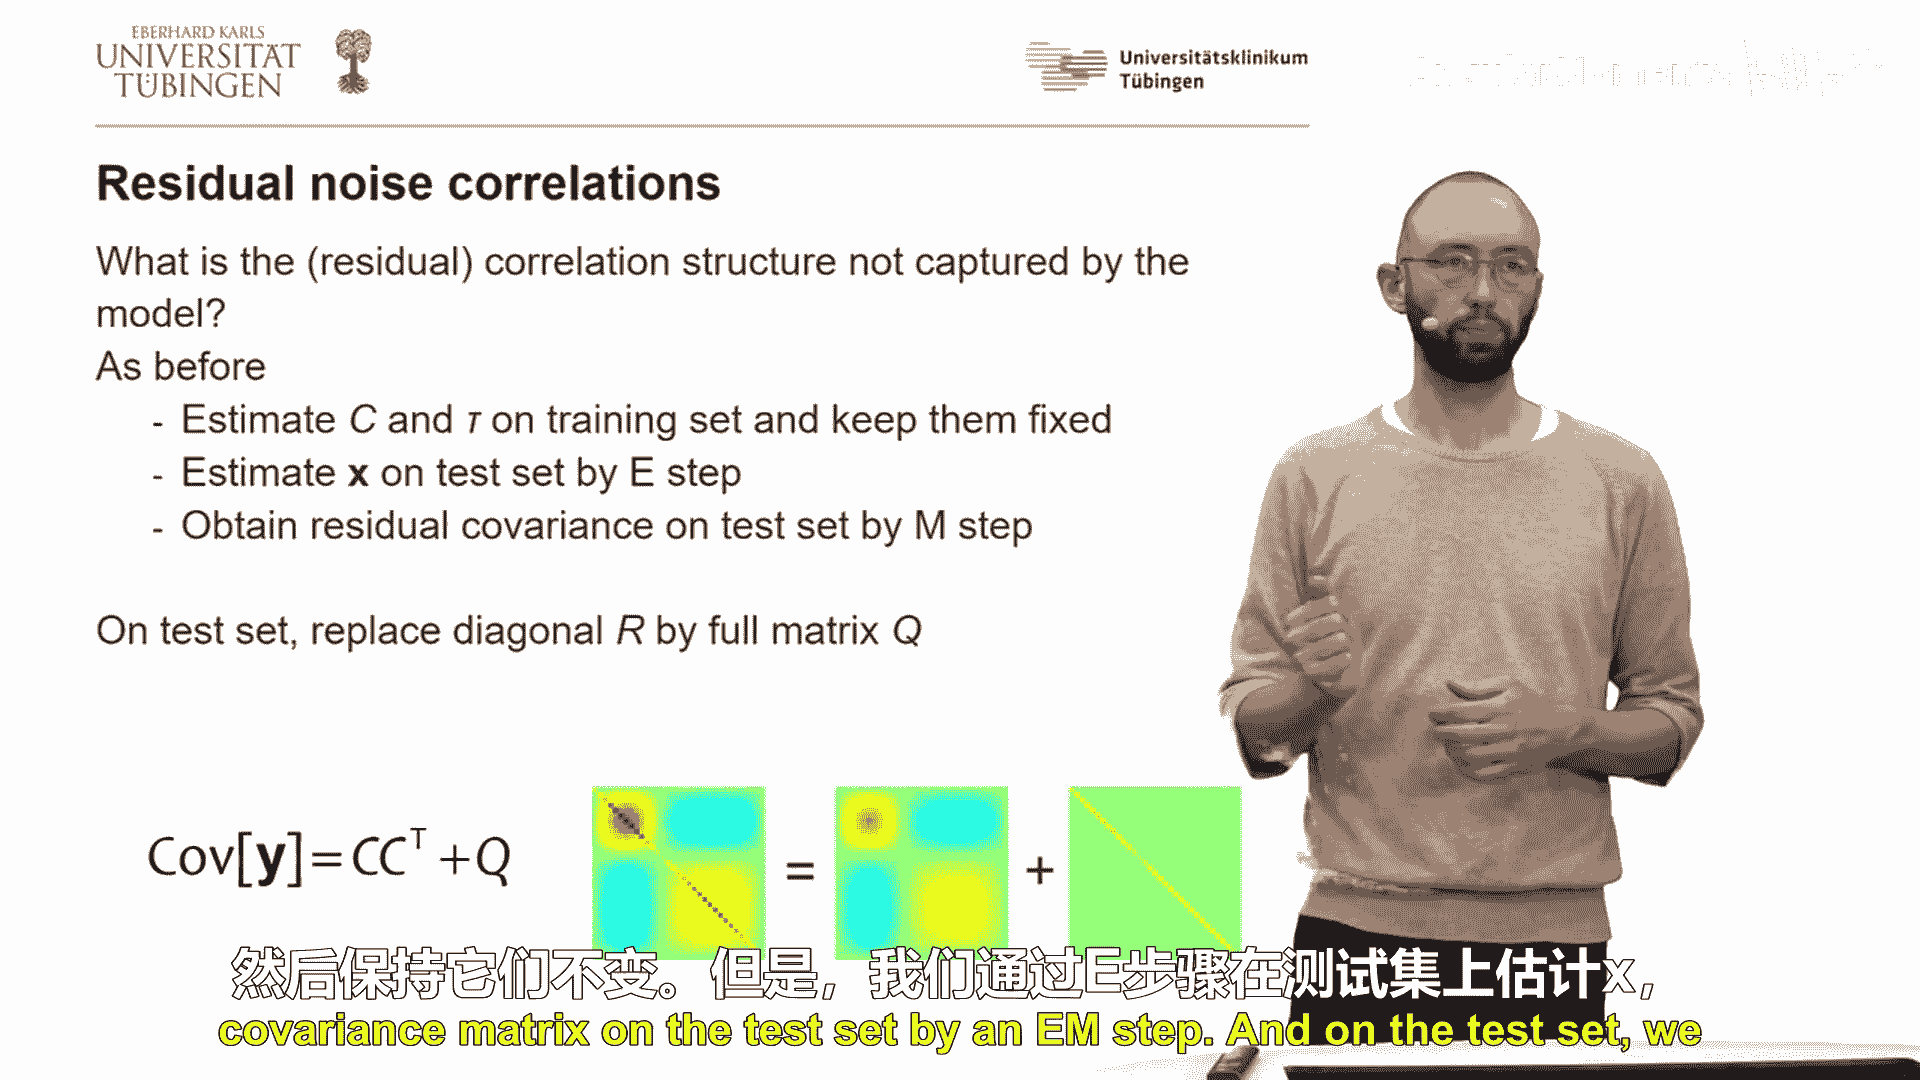 EBERHARD KARLS
UNIVERSITÄT
TÜBINGEN
Universitätsklinikum
Tübingen
Residual noise correlations
What is the (residual) correlation structure not captured by the
model?
As before
- Estimate C and τ on training set and keep them fixed
- Estimate x on test set by E step
- Obtain residual covariance on test set by M step
On test set, replace diagonal R by full matrix Q
Cov[y]=CCᵀ+Q
=
+
然后保持它们不变。但是，我们通过E步骤在测试集上估计x，
covariance matrix on the test set by an EM step. And on the test set, we